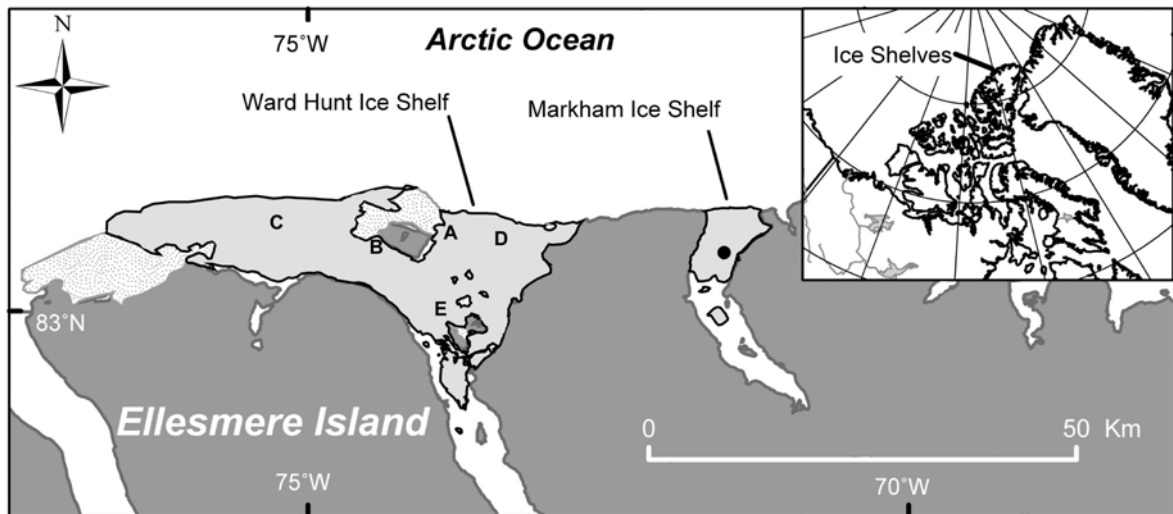 N
75°W
Arctic Ocean
Ice Shelves
Ward Hunt Ice Shelf
Markham Ice Shelf
C
A
B
D
E
83°N
Ellesmere Island
0
50 Km
75°W
70°W